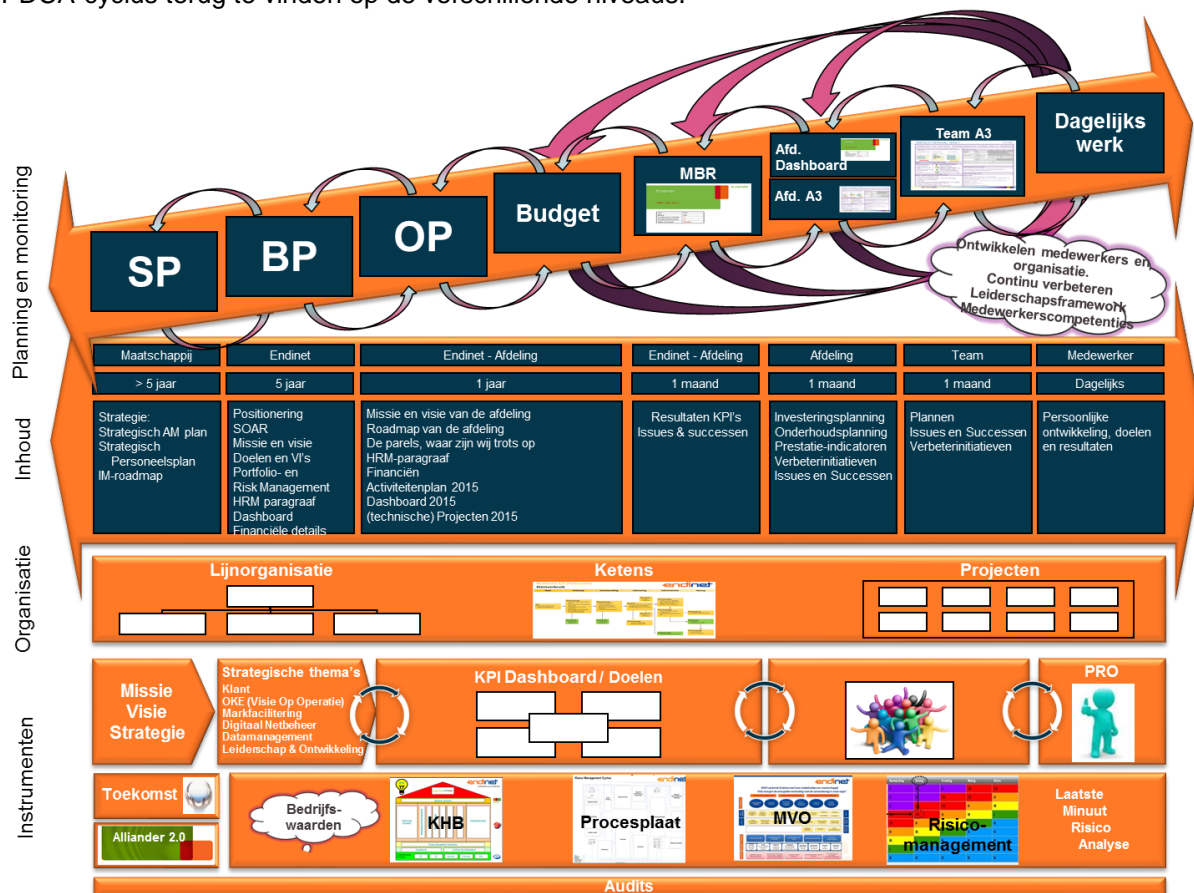 PDCA-cyclus terug te vinden op de verschillende niveaus.
Planning en monitoring
SP
BP
OP
Budget
MBR
Afd.
Dashboard
Afd. A3
Team A3
Dagelijks
werk
Ontwikkelen medewerkers en
organisatie.
Continu verbeteren
Leiderschapsframework
Medewerkerscompetenties
Inhoud
Maatschappij
> 5 jaar
Strategie:
Strategisch AM plan
Strategisch
Personeelsplan
IM-roadmap
Endinet
5 jaar
Positionering
SOAR
Missie en visie
Doelen en VI's
Portfolio- en
Risk Management
HRM paragraaf
Dashboard
Financiële details
Endinet - Afdeling
1 jaar
Missie en visie van de afdeling
Roadmap van de afdeling
De parels, waar zijn wij trots op
HRM-paragraaf
Financiën
Activiteitenplan 2015
Dashboard 2015
(technische) Projecten 2015
Endinet - Afdeling
1 maand
Resultaten KPI's
Issues & successen
Afdeling
1 maand
Investeringsplanning
Onderhoudsplanning
Prestatie-indicatoren
Verbeterinitiatieven
Issues en Successen
Team
1 maand
Plannen
Issues en Successen
Verbeterinitiatieven
Medewerker
Dagelijks
Persoonlijke
ontwikkeling, doelen
en resultaten
Organisatie
Lijnorganisatie
Ketens
endinet
Projecten
Instrumenten
Missie
Visie
Strategie
Strategische thema's
Klant
OKE (Visie Op Operatie)
Markfacilitering
Digitaal Netbeheer
Datamanagement
Leiderschap & Ontwikkeling
KPI Dashboard / Doelen
PRO
Toekomst
Alliander 2.0
Bedrijfs-
waarden
endinet
KHB
Procesplaat
endinet
MVO
Risico-
management
Laatste
Minuut
Risico
Analyse
Audits